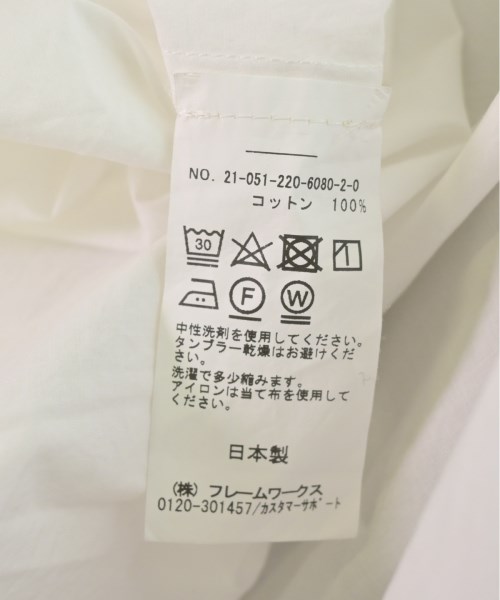 NO. 21-051-220-6080-2-0
コットン 100%
30
F W
中性洗剤を使用してください。
タンブラー乾燥はお避けくだ
さい。
洗濯で多少縮みます。
アイロンは当て布を使用して
ください。
日本製
(株) フレームワークス
0120-301457/カスタマーサポート